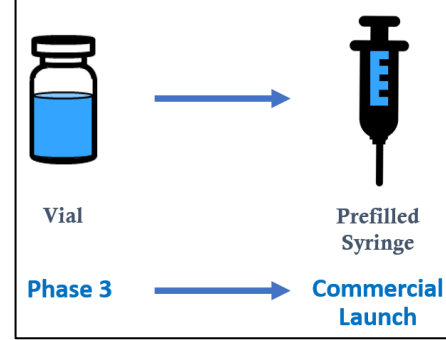 Vial
Prefilled
Syringe
Phase 3
Commercial
Launch